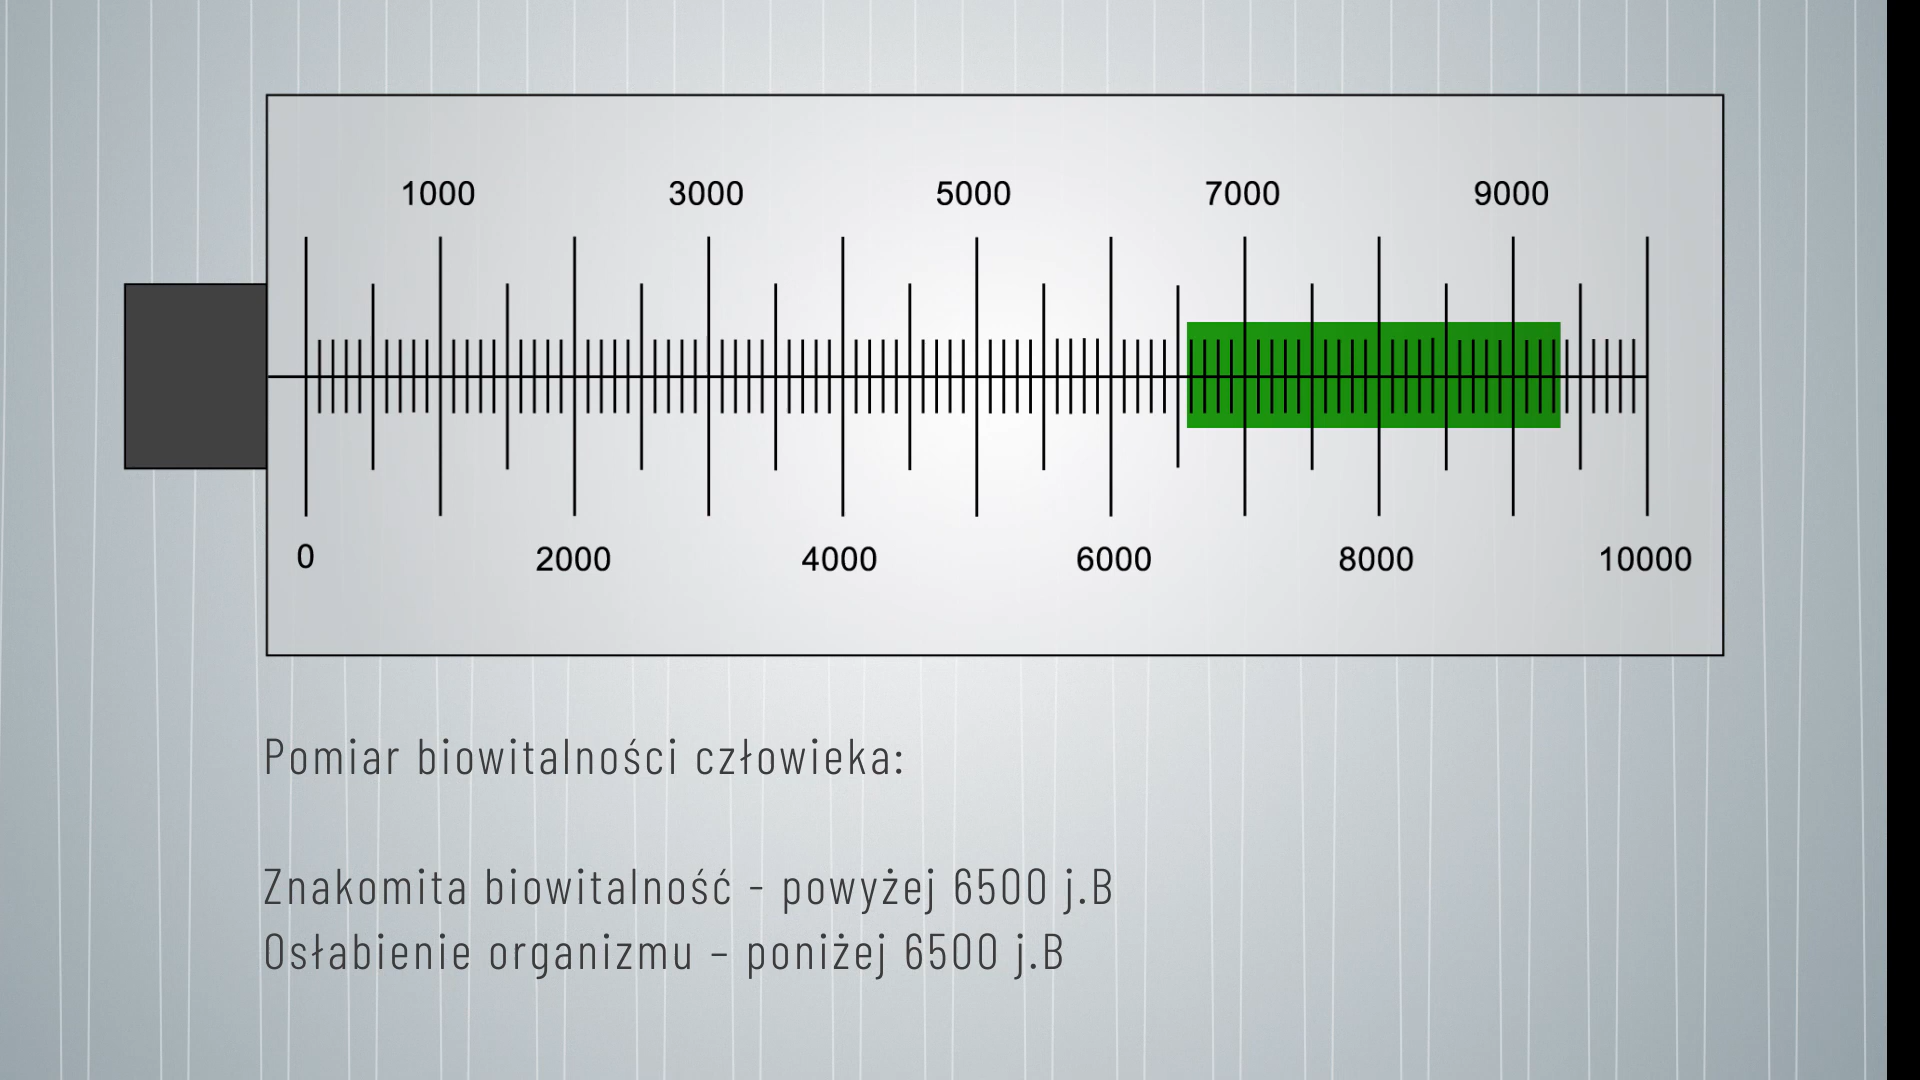 1000 3000 5000 7000 9000
0 2000 4000 6000 8000 10000
Pomiar biowitalności człowieka:
Znakomita biowitalność - powyżej 6500 j.B
Osłabienie organizmu – poniżej 6500 j.B